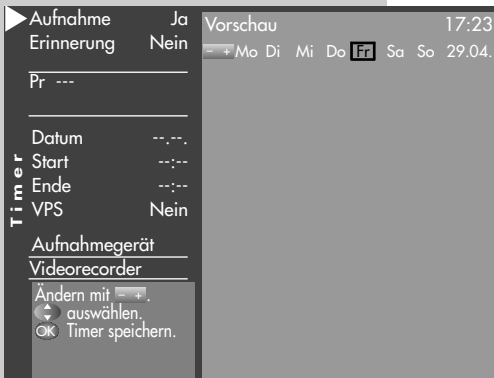 Timer
Aufnahme Ja
Erinnerung Nein
Pr ---
Datum --.--.
Start --:--
Ende --:--
VPS Nein
Aufnahmegerät
Videorecorder
Ändern mit - +.
auswählen.
OK Timer speichern.
Vorschau 17:23
- + Mo Di Mi Do Fr Sa So 29.04.